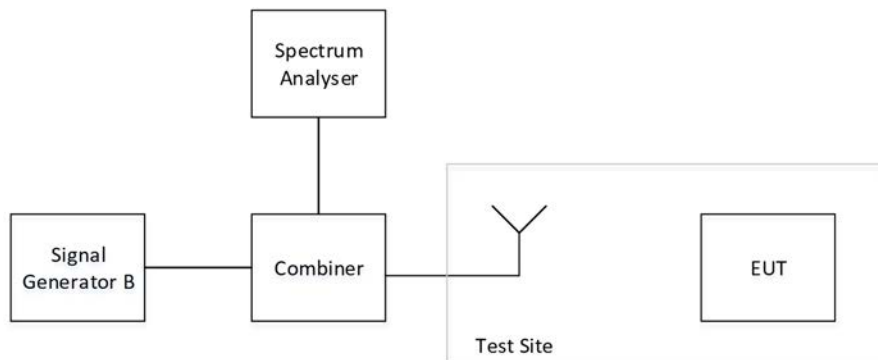 Spectrum
Analyser
Signal
Generator B
Combiner
EUT
Test Site